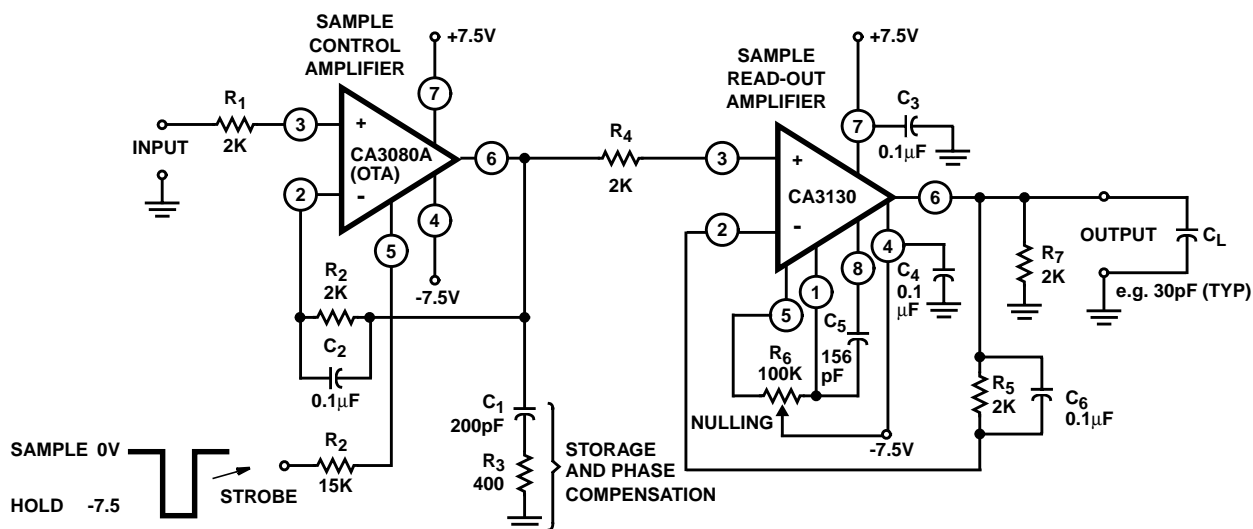 SAMPLE
CONTROL
AMPLIFIER
+7.5V
7
R1
2K
3
+
INPUT
CA3080A
(OTA)
6
2
-
5
4
-7.5V
R2
2K
C2
0.1μF
C1
200pF
R3
400
STORAGE
AND PHASE
COMPENSATION
SAMPLE 0V
HOLD -7.5
STROBE
R2
15K
R4
2K
SAMPLE
READ-OUT
AMPLIFIER
+7.5V
7
C3
0.1μF
3
+
CA3130
6
2
-
4
8
1
5
C4
0.1
μF
C5
156
pF
R6
100K
NULLING
-7.5V
R7
2K
OUTPUT
CL
e.g. 30pF (TYP)
R5
2K
C6
0.1μF